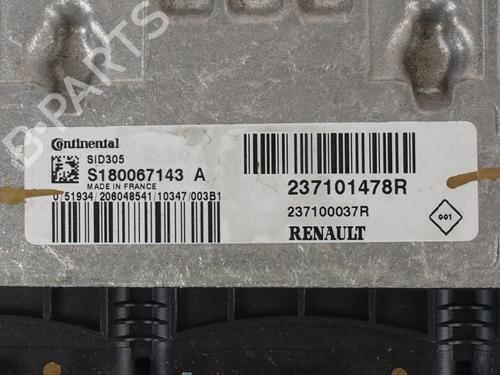 B-PARTS
Continental
SID305
S180067143 A
MADE IN FRANCE
0 51934/206048541/10347/003B1
237101478R
237100037R
RENAULT
001